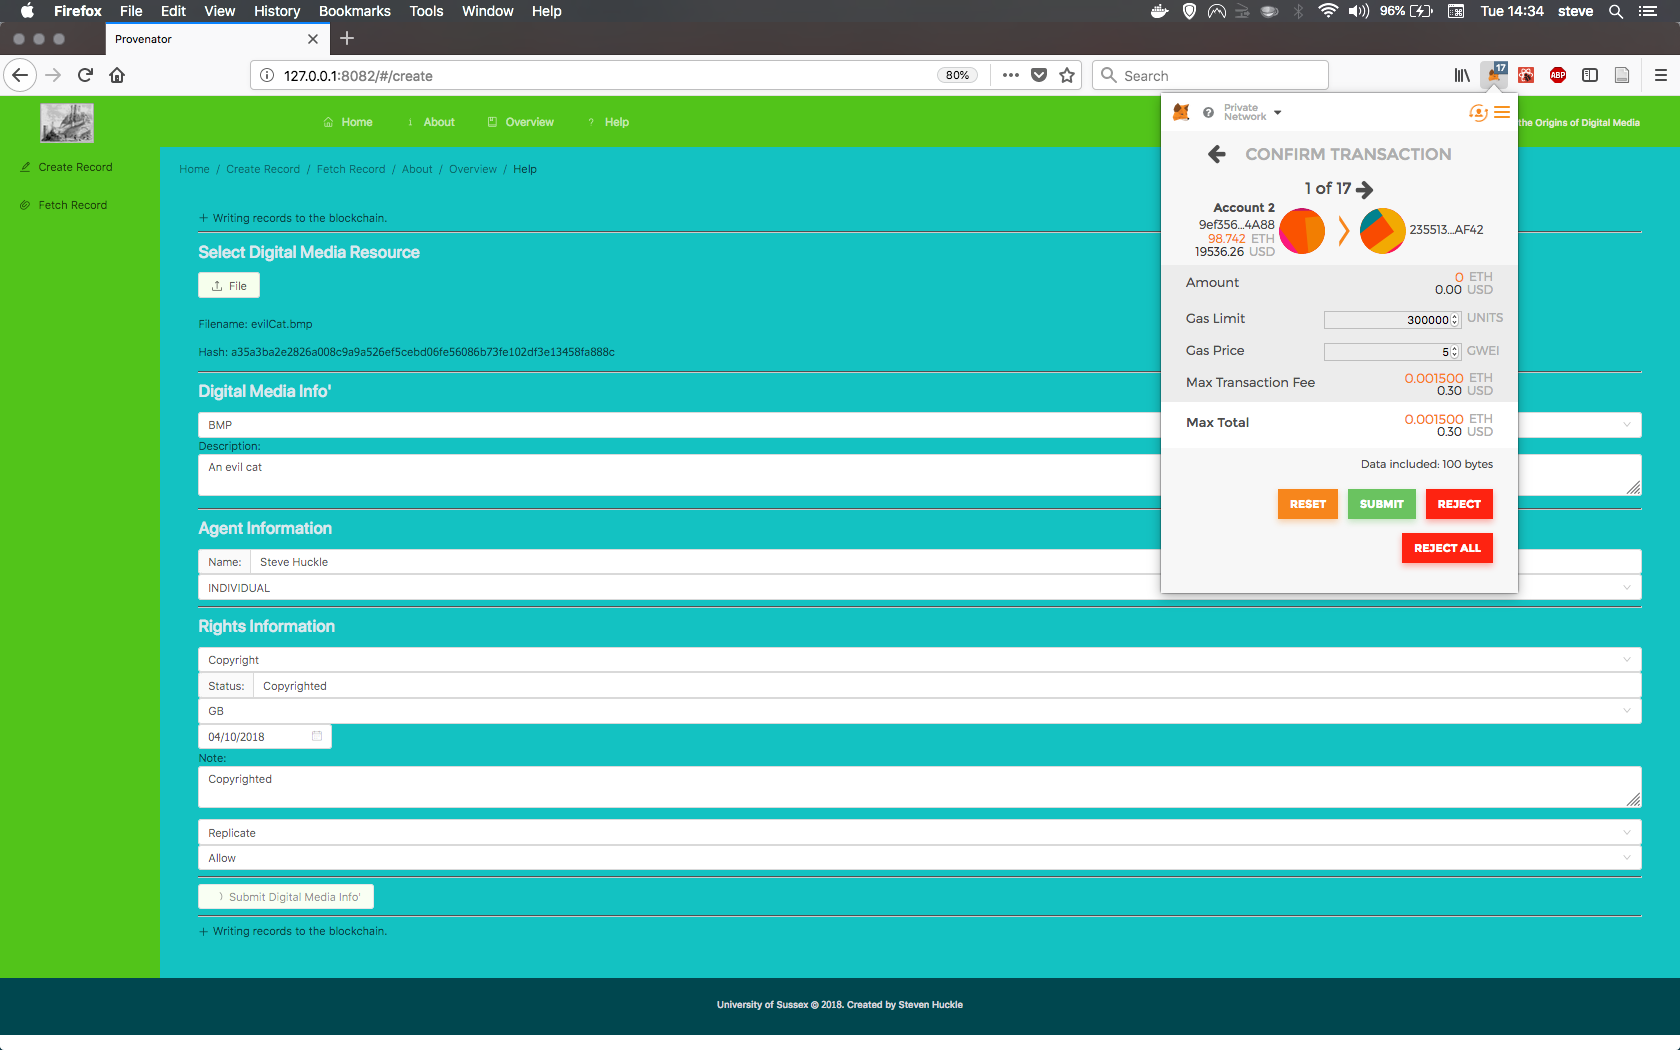 Firefox File Edit View History Bookmarks Tools Window Help 96% Tue 14:34 steve
Provenator
127.0.0.1:8082/#/create 80% Search 17 ABP
Home About Overview Help the Origins of Digital Media
Create Record
Fetch Record
Home / Create Record / Fetch Record / About / Overview / Help
Writing records to the blockchain.
Select Digital Media Resource
File
Filename: evilCat.bmp
Hash: a35a3ba2e2826a008c9a9a526ef5cebd06fe56086b73fe102df3e13458fa888c
Digital Media Info'
BMP
Description:
An evil cat
Agent Information
Name: Steve Huckle
INDIVIDUAL
Rights Information
Copyright
Status: Copyrighted
GB
04/10/2018
Note:
Copyrighted
Replicate
Allow
Submit Digital Media Info'
Writing records to the blockchain.
University of Sussex © 2018. Created by Steven Huckle
Private
Network
CONFIRM TRANSACTION
1 of 17
Account 2
9ef356...4A88
98.742 ETH
19536.26 USD
235513...AF42
Amount 0 ETH
0.00 USD
Gas Limit 300000 UNITS
Gas Price 5 GWEI
Max Transaction Fee 0.001500 ETH
0.30 USD
Max Total 0.001500 ETH
0.30 USD
Data included: 100 bytes
RESET SUBMIT REJECT
REJECT ALL